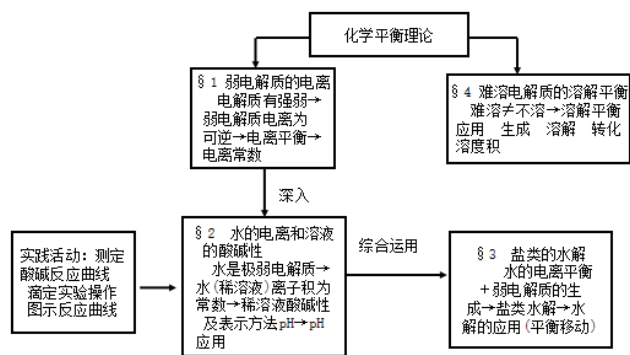 化学平衡理论
§1 弱电解质的电离
电解质有强弱→
弱电解质电离为
可逆→电离平衡→
电离常数
§4 难溶电解质的溶解平衡
难溶≠不溶→溶解平衡
应用 生成 溶解 转化
溶度积
深入
实践活动：测定
酸碱反应曲线
滴定实验操作
图示反应曲线
§2 水的电离和溶液
的酸碱性
水是极弱电解质→
水(稀溶液)离子积为
常数→稀溶液酸碱性
及表示方法pH→pH
应用
综合运用
§3 盐类的水解
水的电离平衡
+弱电解质的生
成→盐类水解→水
解的应用(平衡移动)